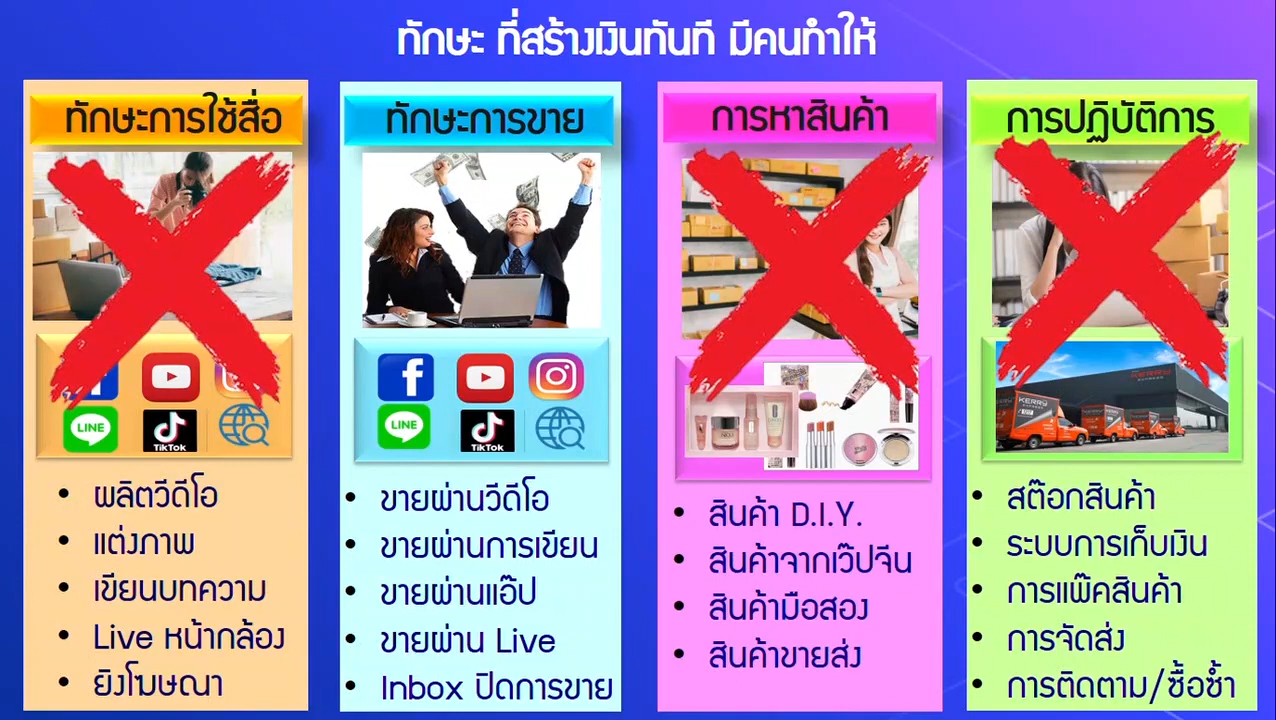 ทักษะ ที่สร้างเงินทันที มีคนทำให้
ทักษะการใช้สื่อ
LINE
TikTok
• ผลิตวีดีโอ
• แต่งภาพ
• เขียนบทความ
• Live หน้ากล้อง
• ยิงโฆษณา
ทักษะการขาย
LINE
TikTok
• ขายผ่านวีดีโอ
• ขายผ่านการเขียน
• ขายผ่านแอ๊ป
• ขายผ่าน Live
• Inbox ปิดการขาย
การหาสินค้า
• สินค้า D.I.Y.
• สินค้าจากเว๊ปจีน
• สินค้ามือสอง
• สินค้าขายส่ง
การปฏิบัติการ
KERRY
• สต๊อกสินค้า
• ระบบการเก็บเงิน
• การแพ๊คสินค้า
• การจัดส่ง
• การติดตาม/ซื้อซ้ำ